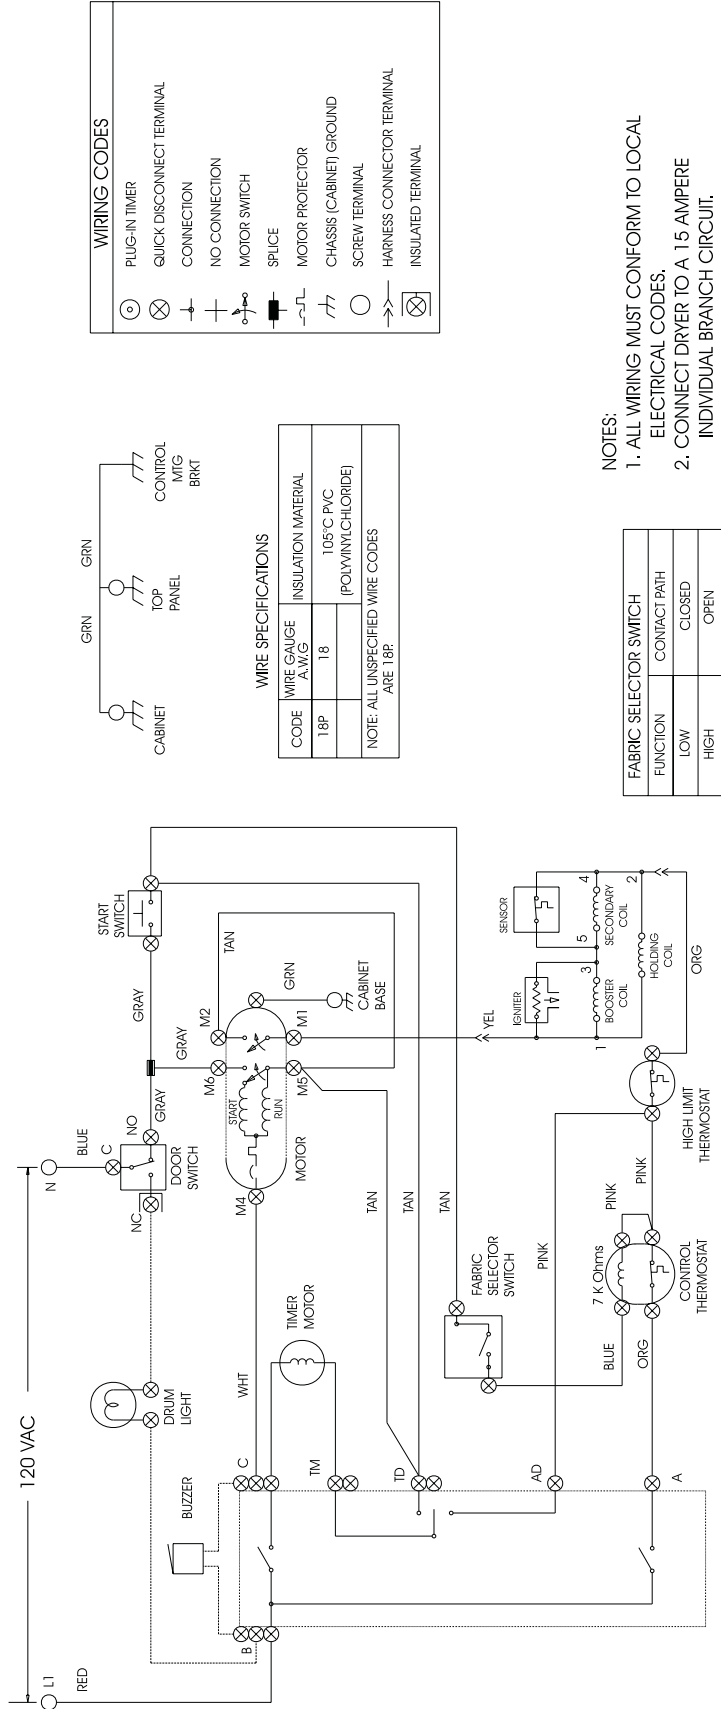 120 VAC
L1
RED
N
BLUE
C
NC
NO
DOOR
SWITCH
GRAY
GRAY
START
SWITCH
DRUM
LIGHT
BUZZER
B
C
WHT
M4
MOTOR
START
RUN
M6
GRAY
M2
TAN
M5
M1
GRN
CABINET
BASE
TIMER
MOTOR
TM
TD
TAN
TAN
TAN
YEL
FABRIC
SELECTOR
SWITCH
AD
PINK
A
BLUE
ORG
7 K Ohms
CONTROL
THERMOSTAT
PINK
PINK
HIGH LIMIT
THERMOSTAT
ORG
IGNITER
SENSOR
1
3
5
4
2
BOOSTER
COIL
SECONDARY
COIL
HOLDING
COIL
GRN
GRN
CABINET
TOP
PANEL
CONTROL
MTG
BRKT
WIRE SPECIFICATIONS
CODE
WIRE GAUGE
A.W.G
INSULATION MATERIAL
18P
18
105°C PVC
(POLYVINYLCHLORIDE)
NOTE: ALL UNSPECIFIED WIRE CODES
ARE 18P.
WIRING CODES
PLUG-IN TIMER
QUICK DISCONNECT TERMINAL
CONNECTION
NO CONNECTION
MOTOR SWITCH
SPLICE
MOTOR PROTECTOR
CHASSIS (CABINET) GROUND
SCREW TERMINAL
HARNESS CONNECTOR TERMINAL
INSULATED TERMINAL
FABRIC SELECTOR SWITCH
FUNCTION
CONTACT PATH
LOW
CLOSED
HIGH
OPEN
NOTES:
1. ALL WIRING MUST CONFORM TO LOCAL
ELECTRICAL CODES.
2. CONNECT DRYER TO A 15 AMPERE
INDIVIDUAL BRANCH CIRCUIT.